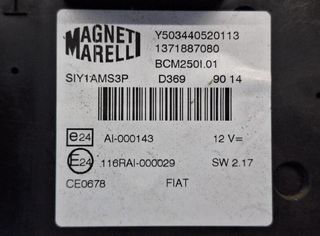 MAGNETI MARELLI
Y503440520113
1371887080
BCM250I.01
SIY1AMS3P D369 90 14
e24 AI-000143 12 V=
E24 116RAI-000029 SW 2.17
CE0678 FIAT